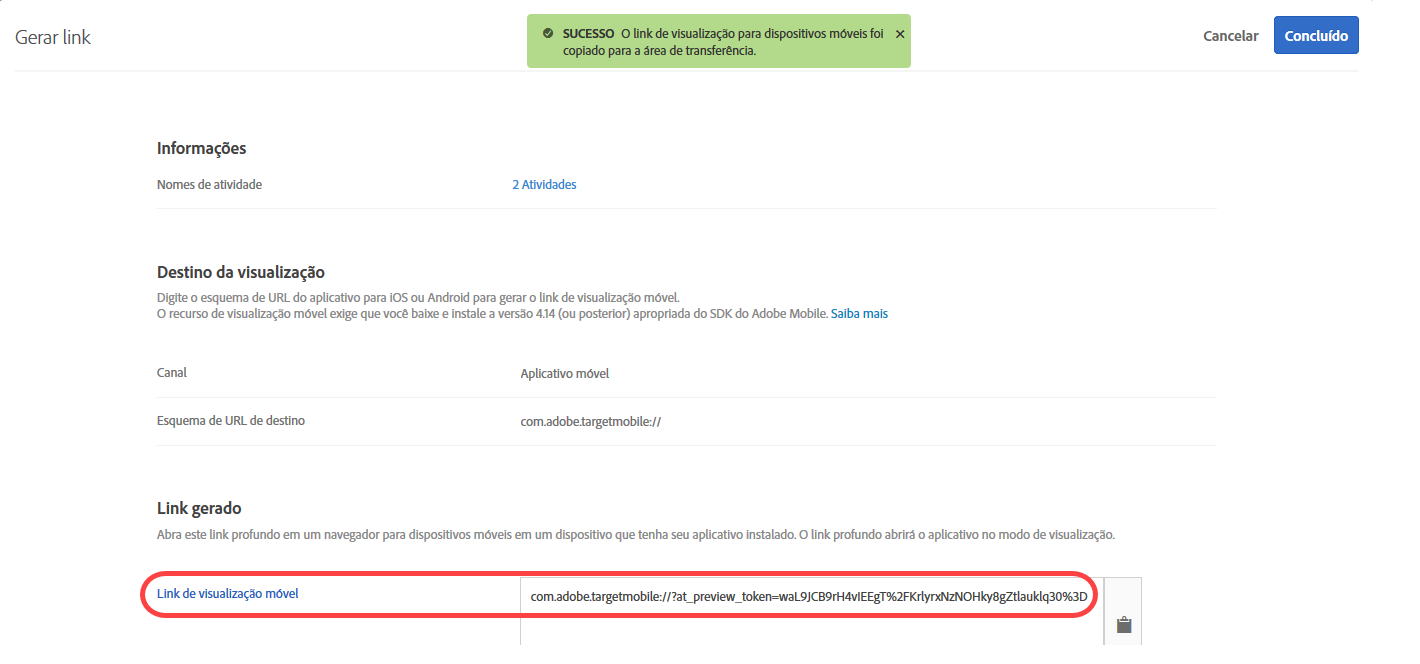 Gerar link
SUCESSO O link de visualização para dispositivos móveis foi
copiado para a área de transferência.
Cancelar
Concluído
Informações
Nomes de atividade
2 Atividades
Destino da visualização
Digite o esquema de URL do aplicativo para iOS ou Android para gerar o link de visualização móvel.
O recurso de visualização móvel exige que você baixe e instale a versão 4.14 (ou posterior) apropriada do SDK do Adobe Mobile. Saiba mais
Canal
Aplicativo móvel
Esquema de URL de destino
com.adobe.targetmobile://
Link gerado
Abra este link profundo em um navegador para dispositivos móveis em um dispositivo que tenha seu aplicativo instalado. O link profundo abrirá o aplicativo no modo de visualização.
Link de visualização móvel
com.adobe.targetmobile://?at_preview_token=waL9JCB9rH4vIEEgT%2FKrlyrxNzNOHky8gZtlauklq30%3D